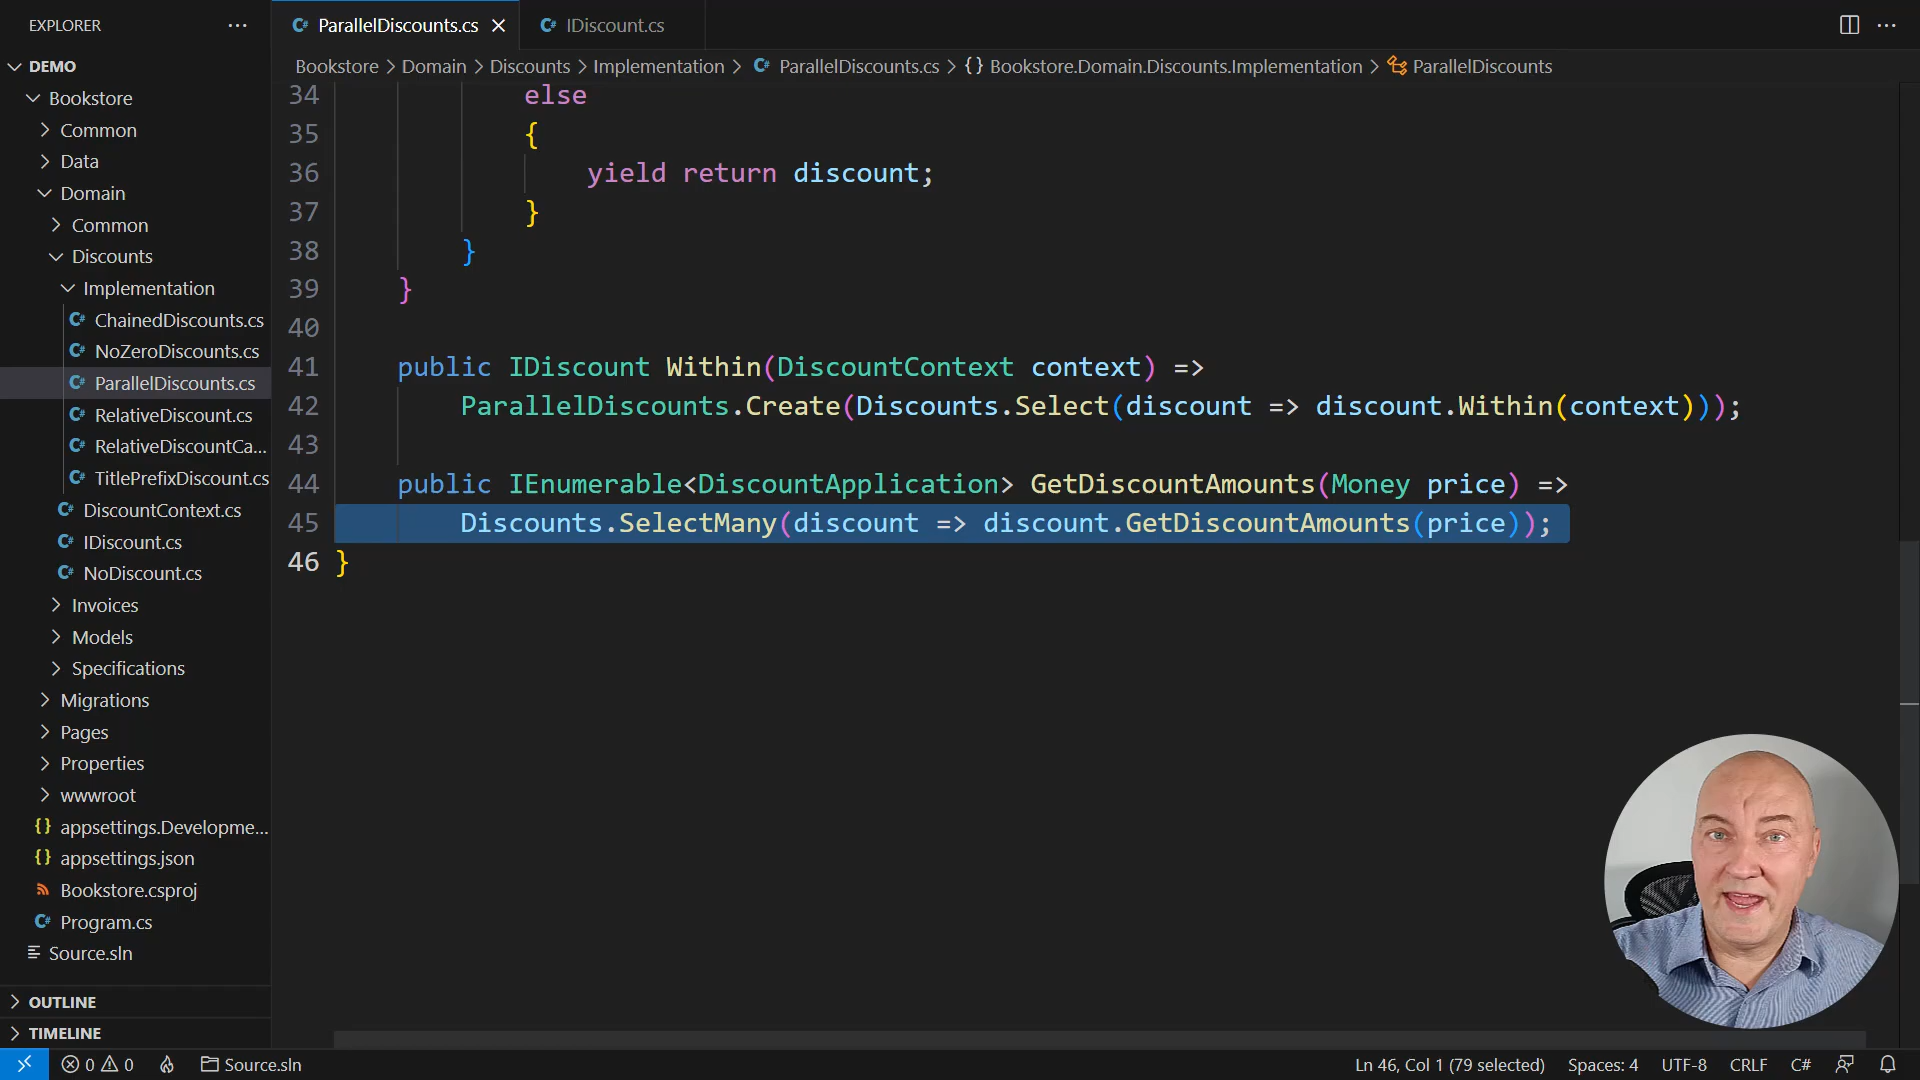 EXPLORER
DEMO
Bookstore
Common
Data
Domain
Common
Discounts
Implementation
ChainedDiscounts.cs
NoZeroDiscounts.cs
ParallelDiscounts.cs
RelativeDiscount.cs
RelativeDiscountCa...
TitlePrefixDiscount.cs
DiscountContext.cs
IDiscount.cs
NoDiscount.cs
Invoices
Models
Specifications
Migrations
Pages
Properties
wwwroot
appsettings.Developme...
appsettings.json
Bookstore.csproj
Program.cs
Source.sln
OUTLINE
TIMELINE
ParallelDiscounts.cs IDiscount.cs
Bookstore > Domain > Discounts > Implementation > ParallelDiscounts.cs > {} Bookstore.Domain.Discounts.Implementation > ParallelDiscounts
34 else
35 {
36 yield return discount;
37 }
38 }
39 }
40
41 public IDiscount Within(DiscountContext context) =>
42 ParallelDiscounts.Create(Discounts.Select(discount => discount.Within(context)));
43
44 public IEnumerable<DiscountApplication> GetDiscountAmounts(Money price) =>
45 Discounts.SelectMany(discount => discount.GetDiscountAmounts(price));
46 }
0 0 Source.sln Ln 46, Col 1 (79 selected) Spaces: 4 UTF-8 CRLF C#